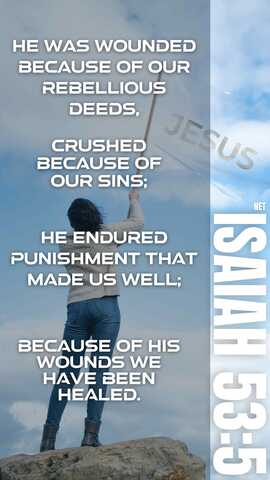 HE WAS WOUNDED
BECAUSE OF OUR
REBELLIOUS
DEEDS,
CRUSHED
BECAUSE OF
OUR SINS;
HE ENDURED
PUNISHMENT THAT
MADE US WELL;
BECAUSE OF HIS
WOUNDS WE
HAVE BEEN
HEALED.
JESUS
NET
ISAIAH 53:5